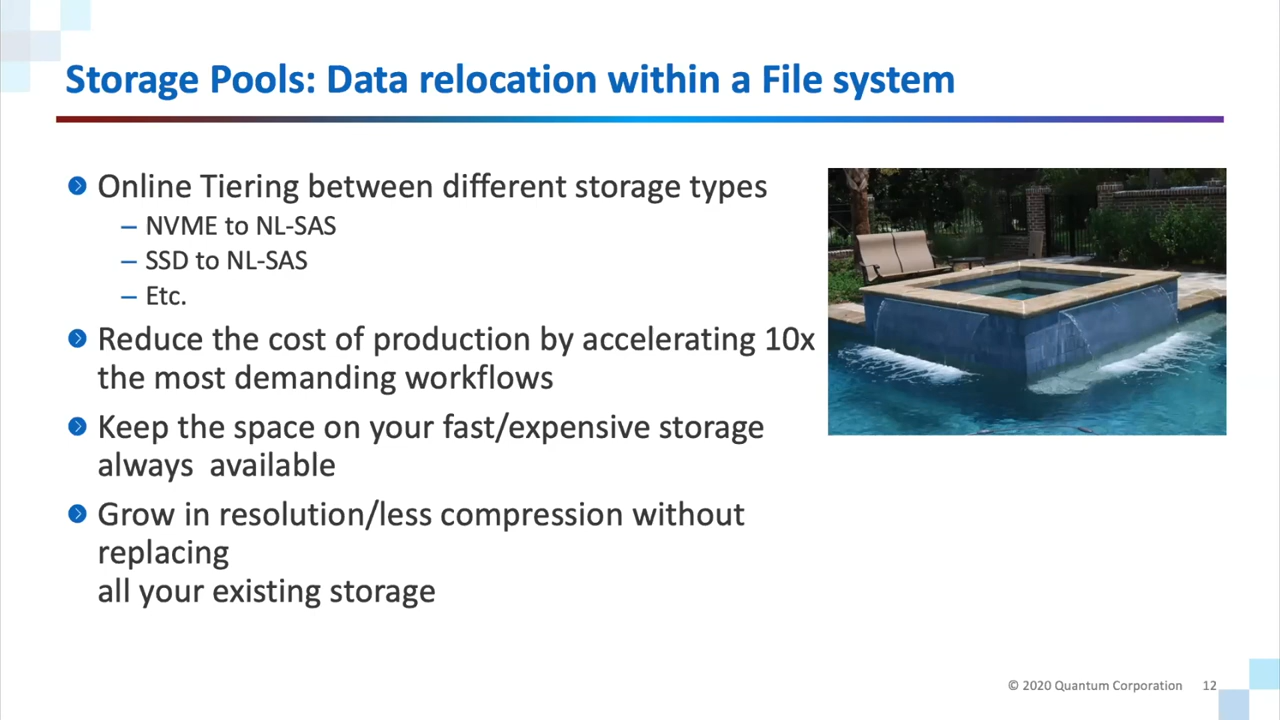 Storage Pools: Data relocation within a File system
Online Tiering between different storage types
– NVME to NL-SAS
– SSD to NL-SAS
– Etc.
Reduce the cost of production by accelerating 10x
the most demanding workflows
Keep the space on your fast/expensive storage
always  available
Grow in resolution/less compression without
replacing
all your existing storage
© 2020 Quantum Corporation 12